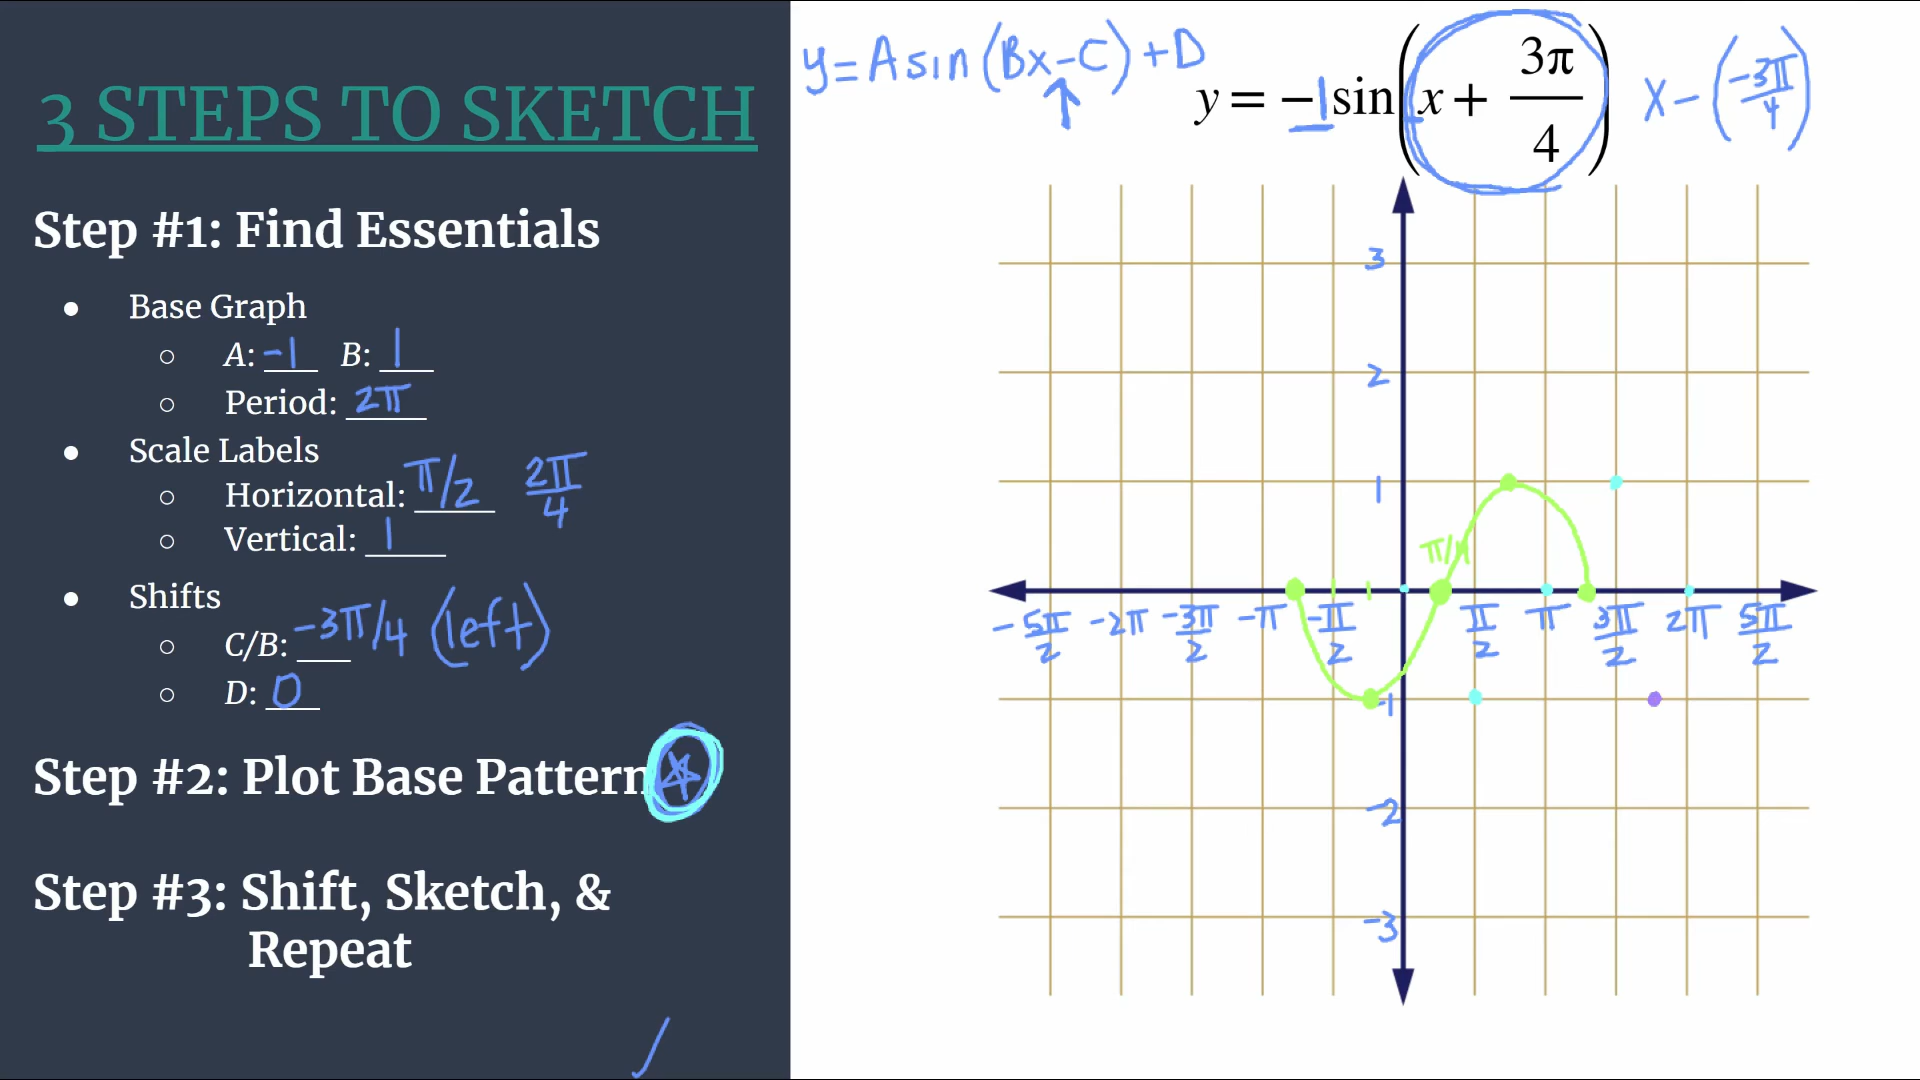 3 STEPS TO SKETCH
Step #1: Find Essentials
● Base Graph
○ A: -1 B: 1
○ Period: 2π
● Scale Labels
○ Horizontal: π/2 2π/4
○ Vertical: 1
● Shifts
○ C/B: -3π/4 (left)
○ D: 0
Step #2: Plot Base Pattern
Step #3: Shift, Sketch, &
Repeat
y = A sin (Bx - C) + D
y = -1 sin(x + 3π/4)
x - (-3π/4)
3
2
1
π/4
-5π/2 -2π -3π/2 -π -π/2 π/2 π 3π/2 2π 5π/2
-1
-2
-3